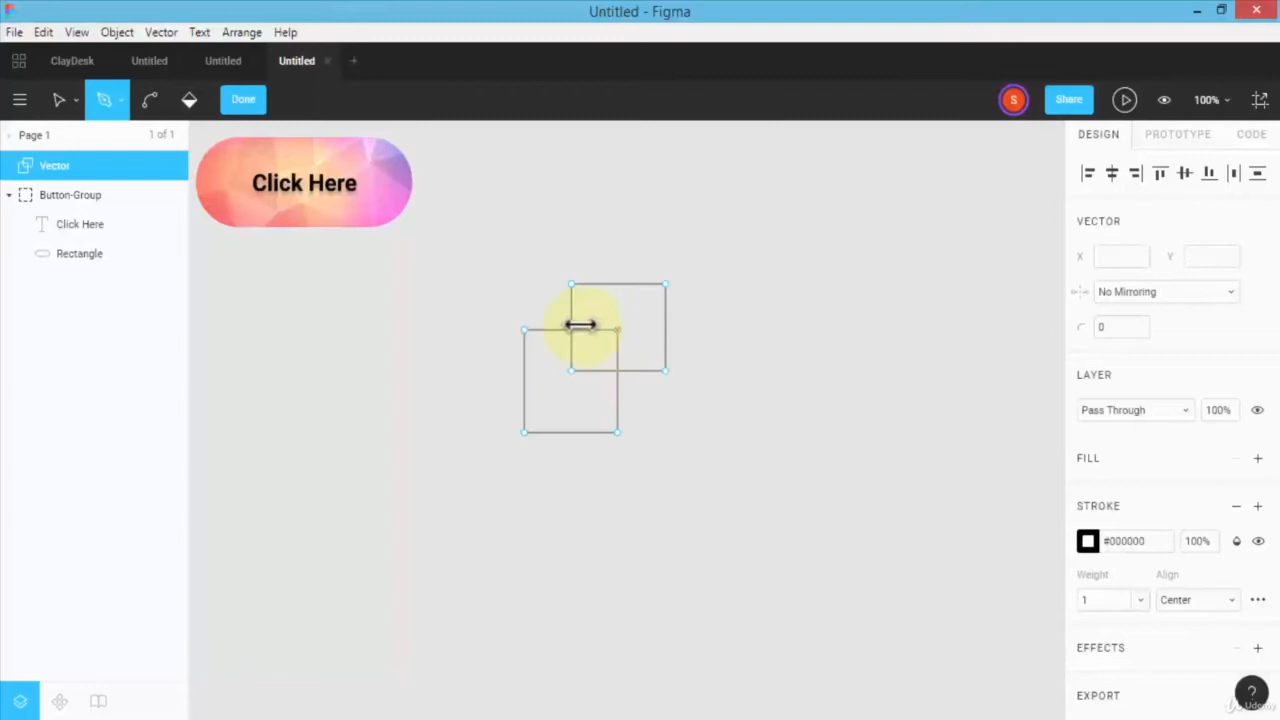 Untitled - Figma
File Edit View Object Vector Text Arrange Help
ClayDesk Untitled Untitled Untitled
Done S Share 100%
Page 1 1 of 1 DESIGN PROTOTYPE CODE
Vector
Button-Group
Click Here
Rectangle
Click Here
VECTOR
X Y
No Mirroring
0
LAYER
Pass Through 100%
FILL
STROKE
#000000 100%
Weight Align
1 Center
EFFECTS
EXPORT
?
Udemy